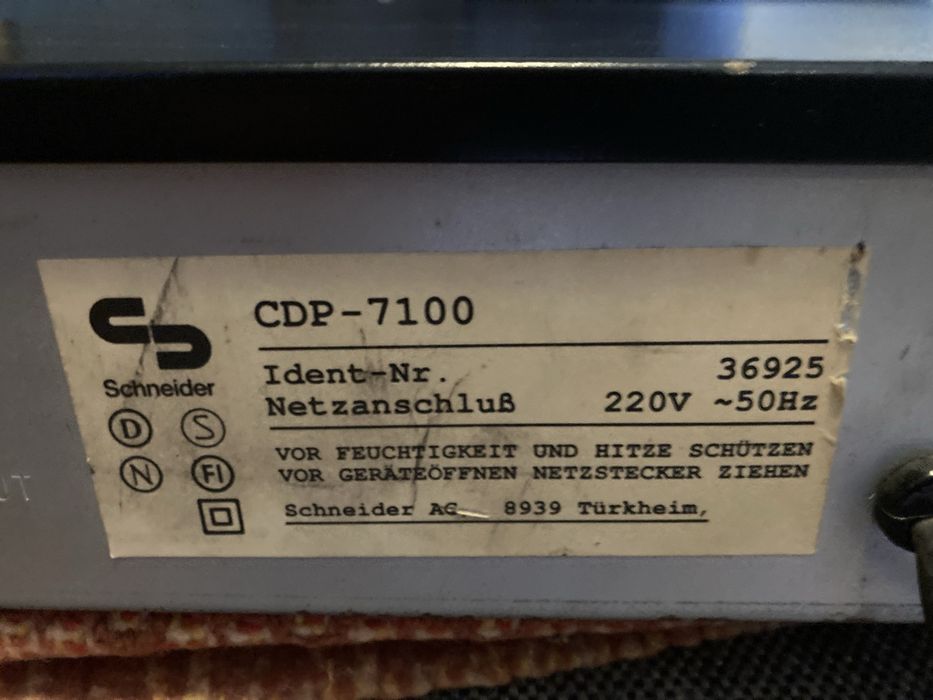 CDP-7100
Schneider
Ident-Nr. 36925
Netzanschluß 220V ~50Hz
D S
N FI
VOR FEUCHTIGKEIT UND HITZE SCHÜTZEN
VOR GERÄTEÖFFNEN NETZSTECKER ZIEHEN
Schneider AG, 8939 Türkheim,
UT